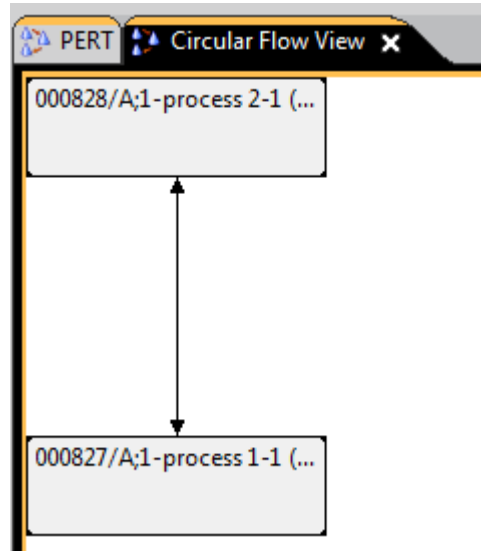 PERT
Circular Flow View
000828/A;1-process 2-1 (...
000827/A;1-process 1-1 (...